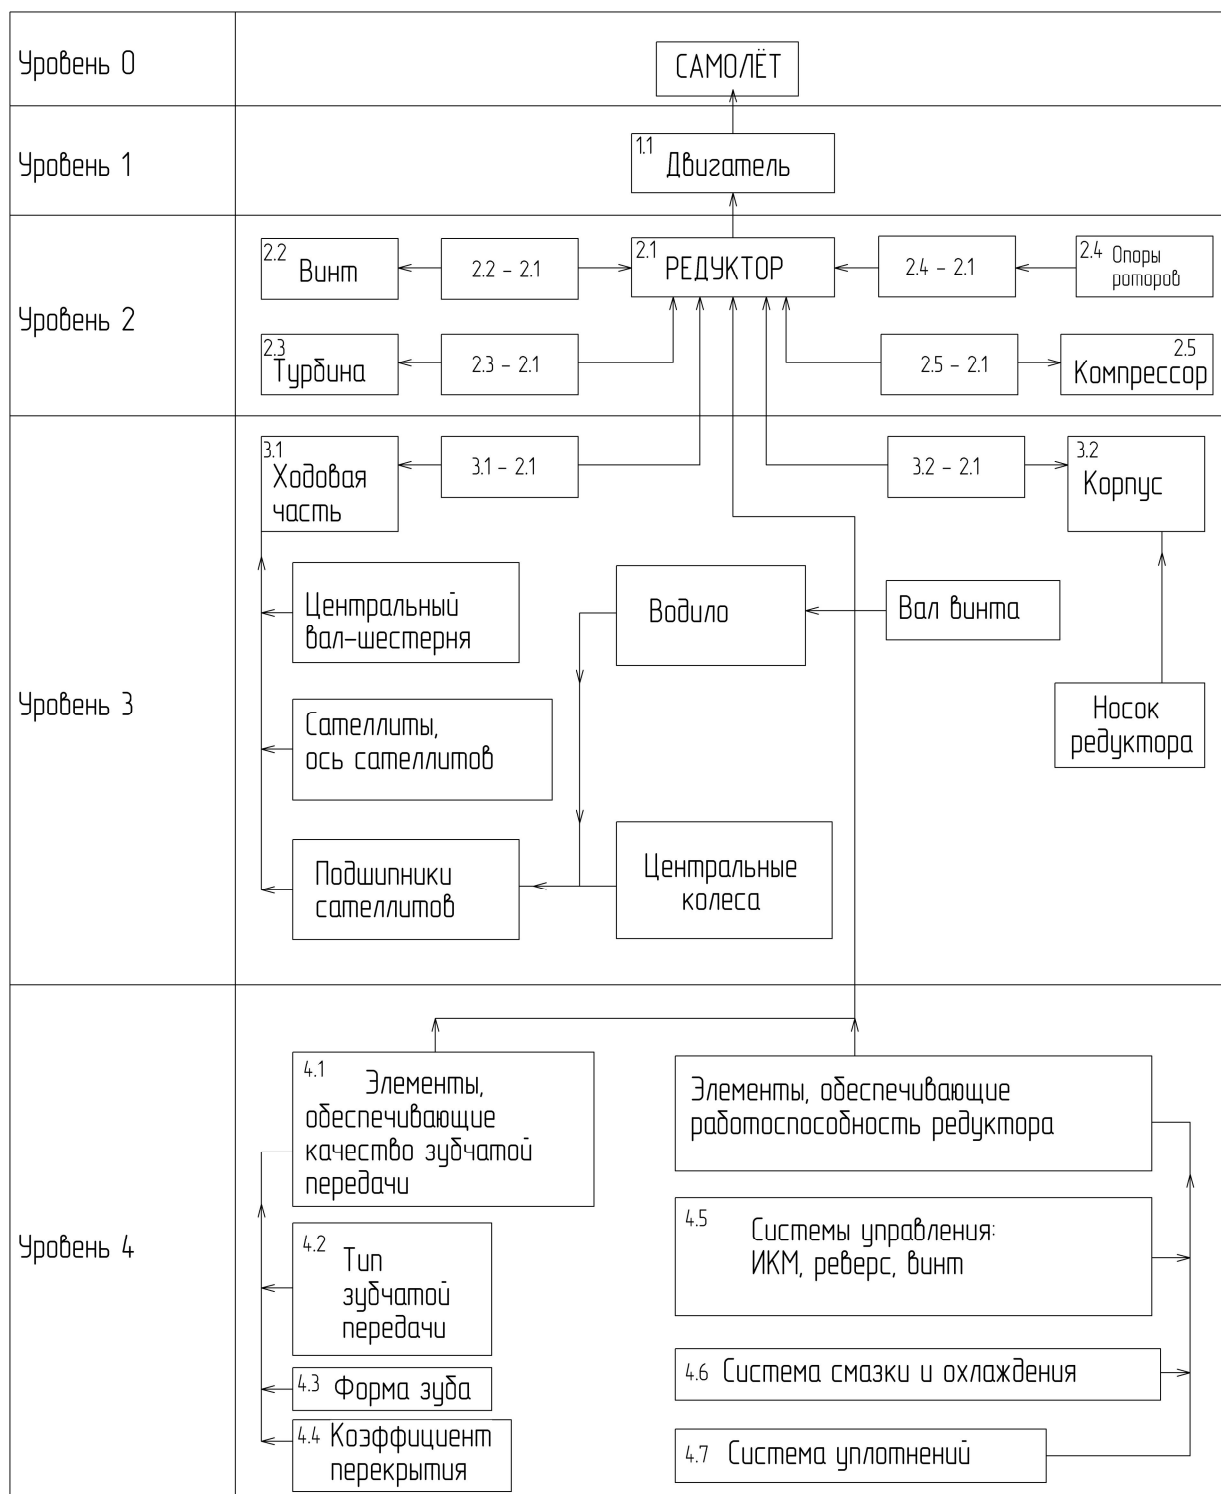 Уровень 0
САМОЛЁТ
Уровень 1
1.1
Двигатель
Уровень 2
2.2
Винт
2.2 - 2.1
2.1
РЕДУКТОР
2.4 - 2.1
2.4 Опоры
роторов
2.3
Турбина
2.3 - 2.1
2.5 - 2.1
2.5
Компрессор
Уровень 3
3.1
Ходовая
часть
3.1 - 2.1
3.2 - 2.1
3.2
Корпус
Центральный
вал-шестерня
Водило
Вал винта
Сателлиты,
ось сателлитов
Носок
редуктора
Подшипники
сателлитов
Центральные
колеса
Уровень 4
4.1
Элементы,
обеспечивающие
качество зубчатой
передачи
Элементы, обеспечивающие
работоспособность редуктора
4.2
Тип
зубчатой
передачи
4.5
Системы управления:
ИКМ, реверс, винт
4.3 Форма зуба
4.6 Система смазки и охлаждения
4.4 Коэффициент
перекрытия
4.7 Система уплотнений